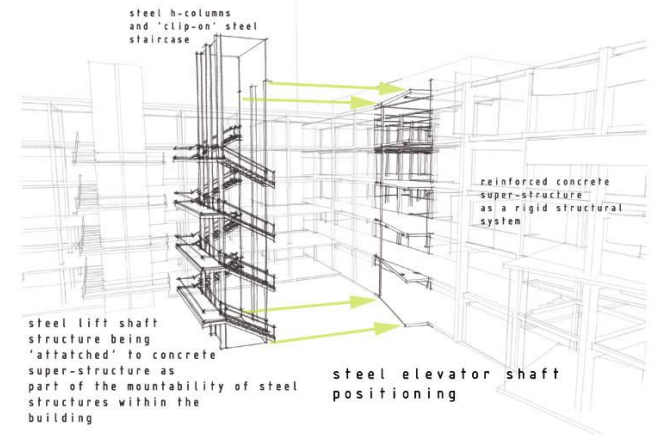 steel h-columns
and 'clip-on' steel
staircase
reinforced concrete
super-structure
as a rigid structural
system
steel lift shaft
structure being
'attatched' to concrete
super-structure as
part of the mountability of steel
structures within the
building
steel elevator shaft
positioning